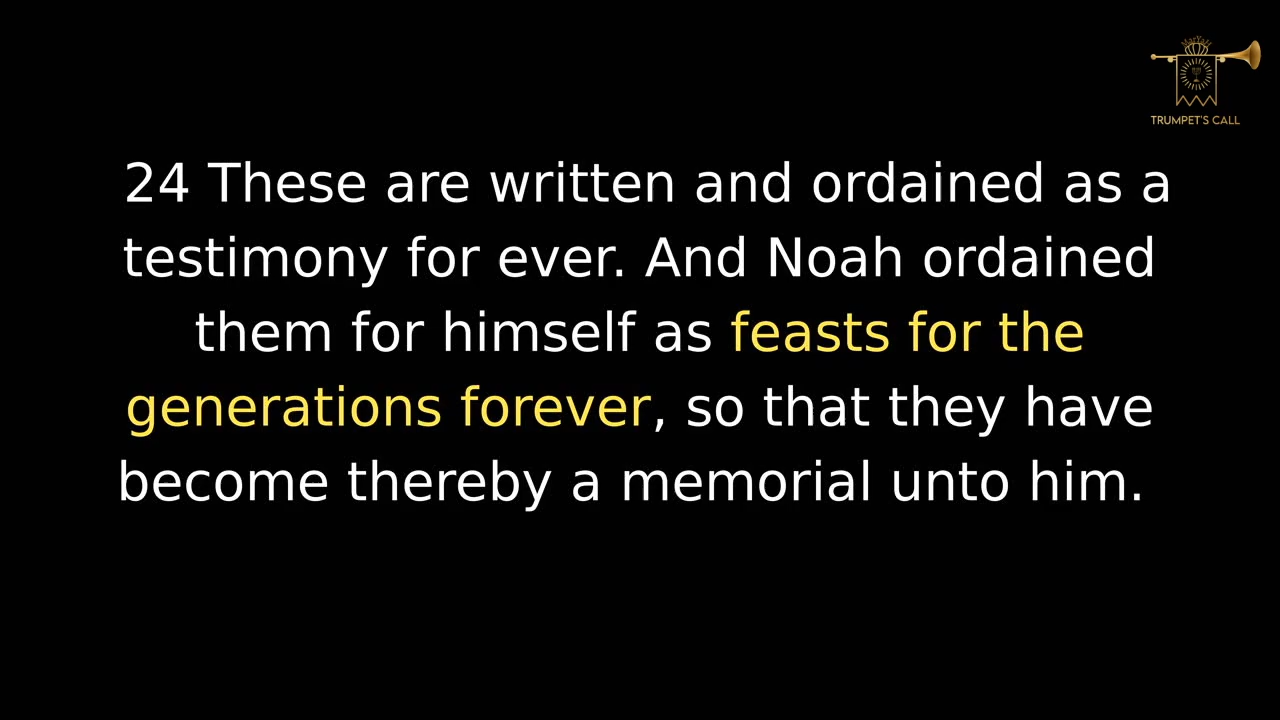 TRUMPET'S CALL
24 These are written and ordained as a
testimony for ever. And Noah ordained
them for himself as feasts for the
generations forever, so that they have
become thereby a memorial unto him.